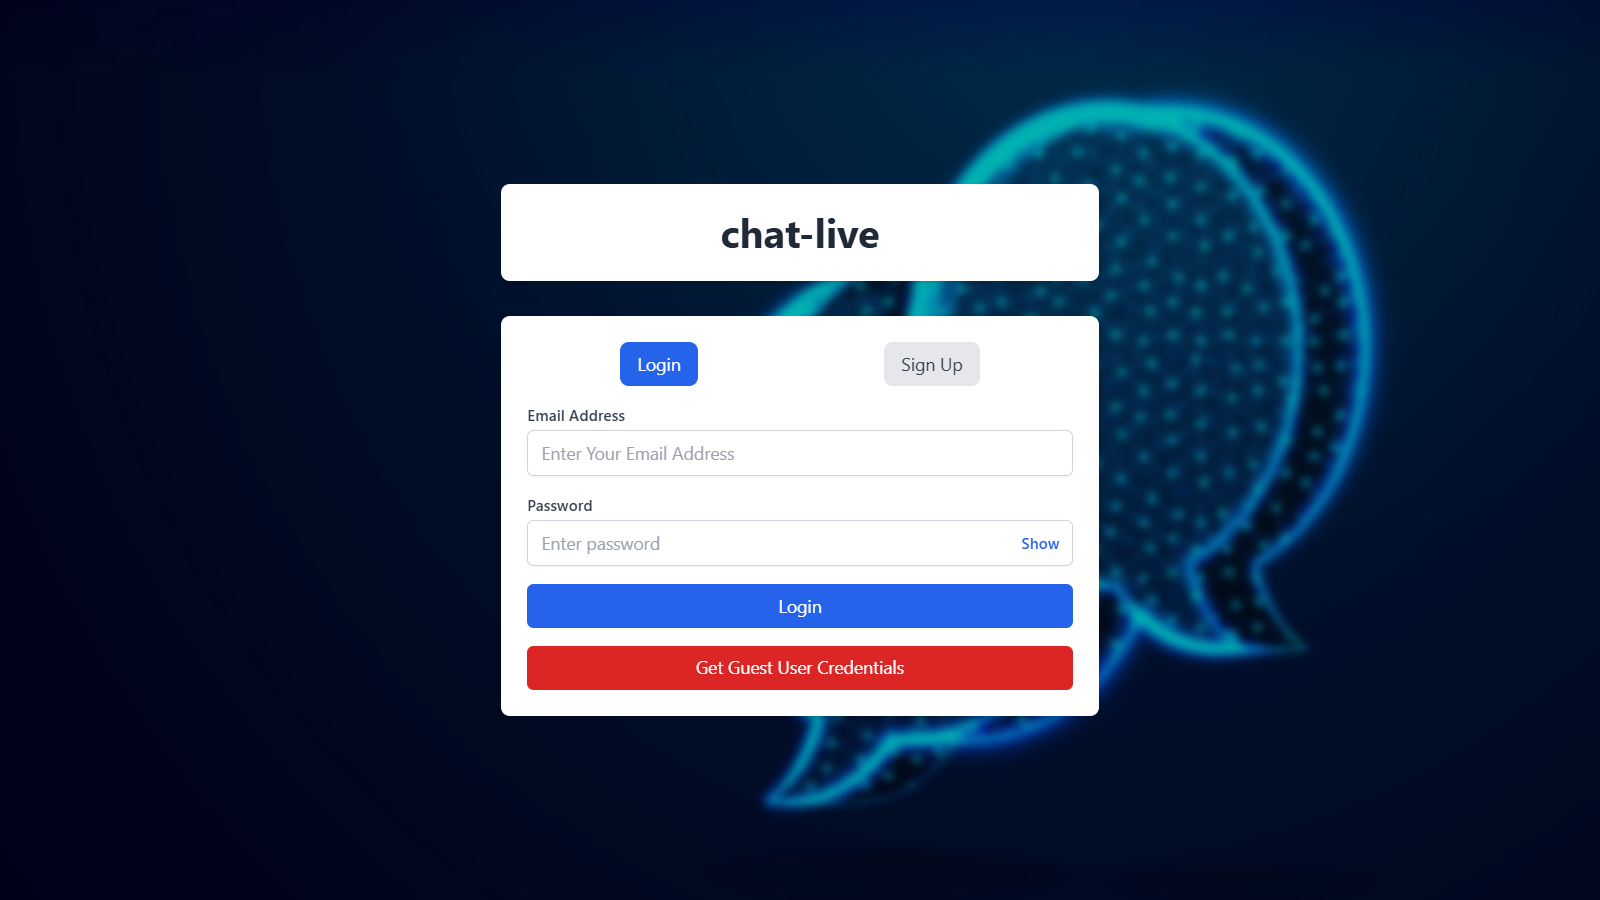 chat-live
Login
Sign Up
Email Address
Enter Your Email Address
Password
Enter password
Show
Login
Get Guest User Credentials